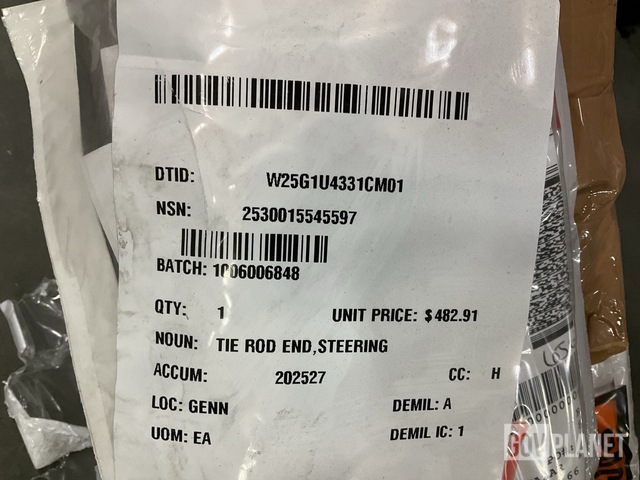 DTID: W25G1U4331CM01
NSN: 2530015545597
BATCH: 1006006848
QTY: 1 UNIT PRICE: $ 482.91
NOUN: TIE ROD END,STEERING
ACCUM: 202527 CC: H
LOC: GENN DEMIL: A
UOM: EA DEMIL IC: 1
GOVPLANET